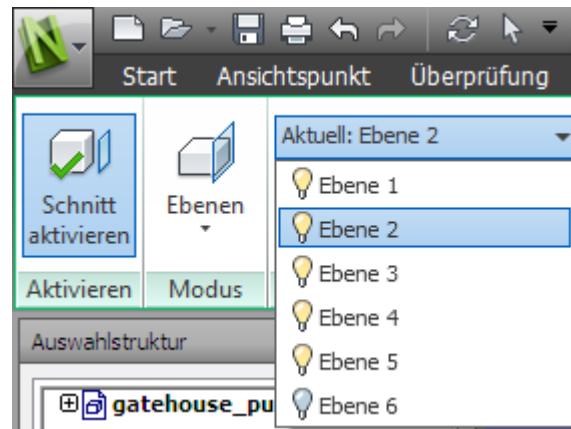 Start Ansichtspunkt Überprüfung
Aktuell: Ebene 2
Schnitt aktivieren
Ebenen
Ebene 1
Ebene 2
Ebene 3
Ebene 4
Ebene 5
Ebene 6
Aktivieren Modus
Auswahlstruktur
gatehouse_pu